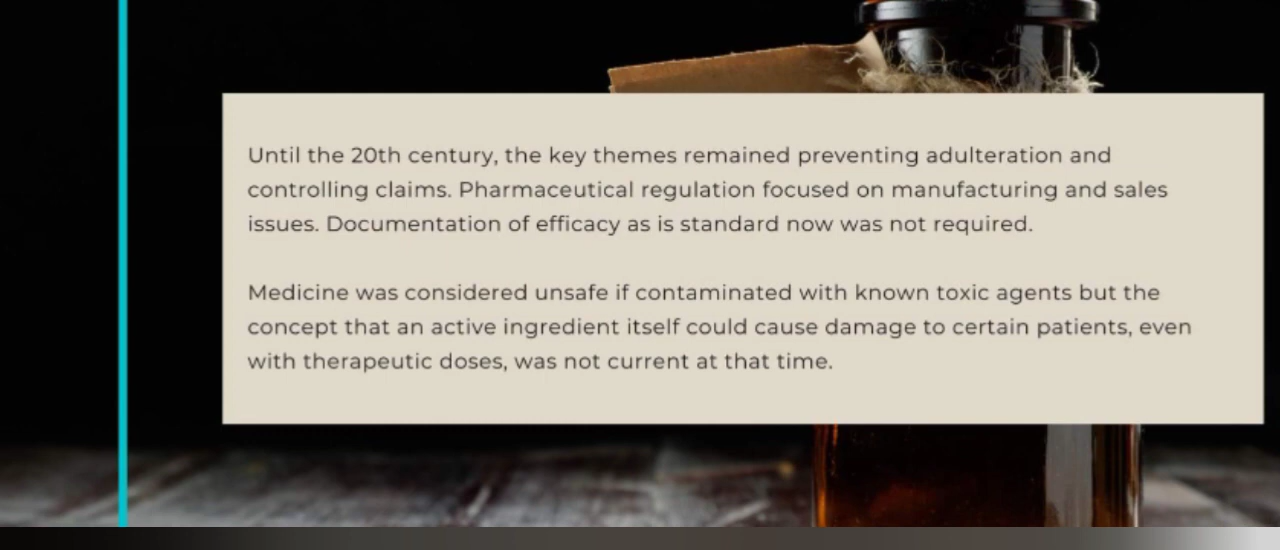 Until the 20th century, the key themes remained preventing adulteration and
controlling claims. Pharmaceutical regulation focused on manufacturing and sales
issues. Documentation of efficacy as is standard now was not required.
Medicine was considered unsafe if contaminated with known toxic agents but the
concept that an active ingredient itself could cause damage to certain patients, even
with therapeutic doses, was not current at that time.